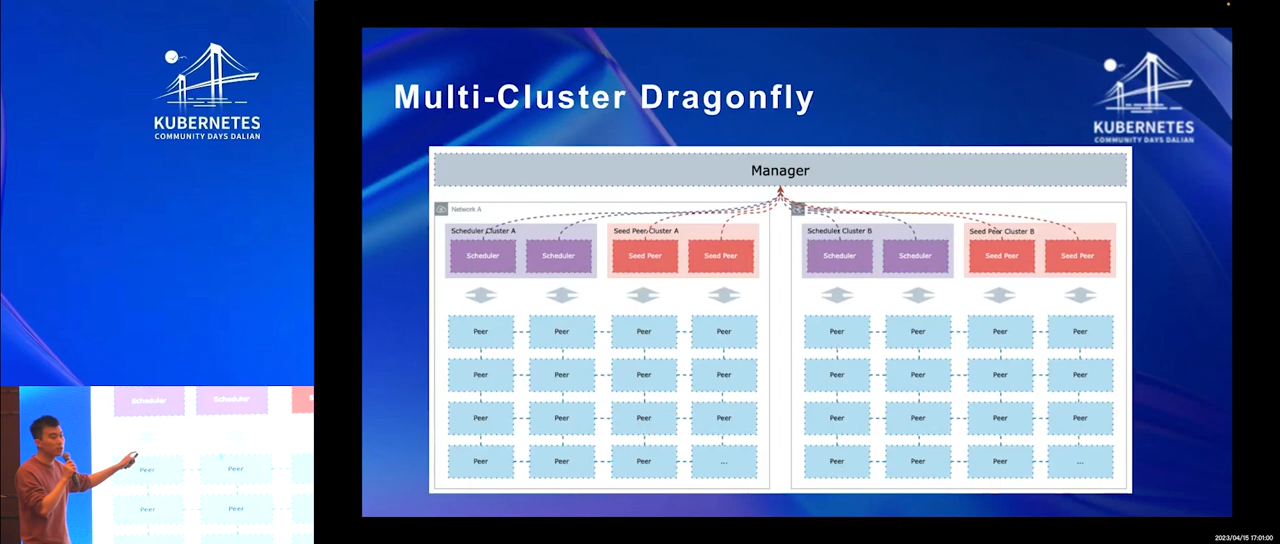 KUBERNETES
COMMUNITY DAYS DALIAN
Multi-Cluster Dragonfly
KUBERNETES
COMMUNITY DAYS DALIAN
Manager
Network A
Scheduler Cluster A
Seed Peer Cluster A
Scheduler Cluster B
Seed Peer Cluster B
Scheduler Scheduler Seed Peer Seed Peer
Scheduler Scheduler Seed Peer Seed Peer
Peer Peer Peer Peer
Peer Peer Peer Peer
Peer Peer Peer Peer
Peer Peer Peer Peer
Peer Peer Peer Peer
Peer Peer Peer Peer
Peer Peer Peer ...
Peer Peer Peer ...
Scheduler Scheduler
Peer Peer
Peer Peer
2023/04/15 17:01:00